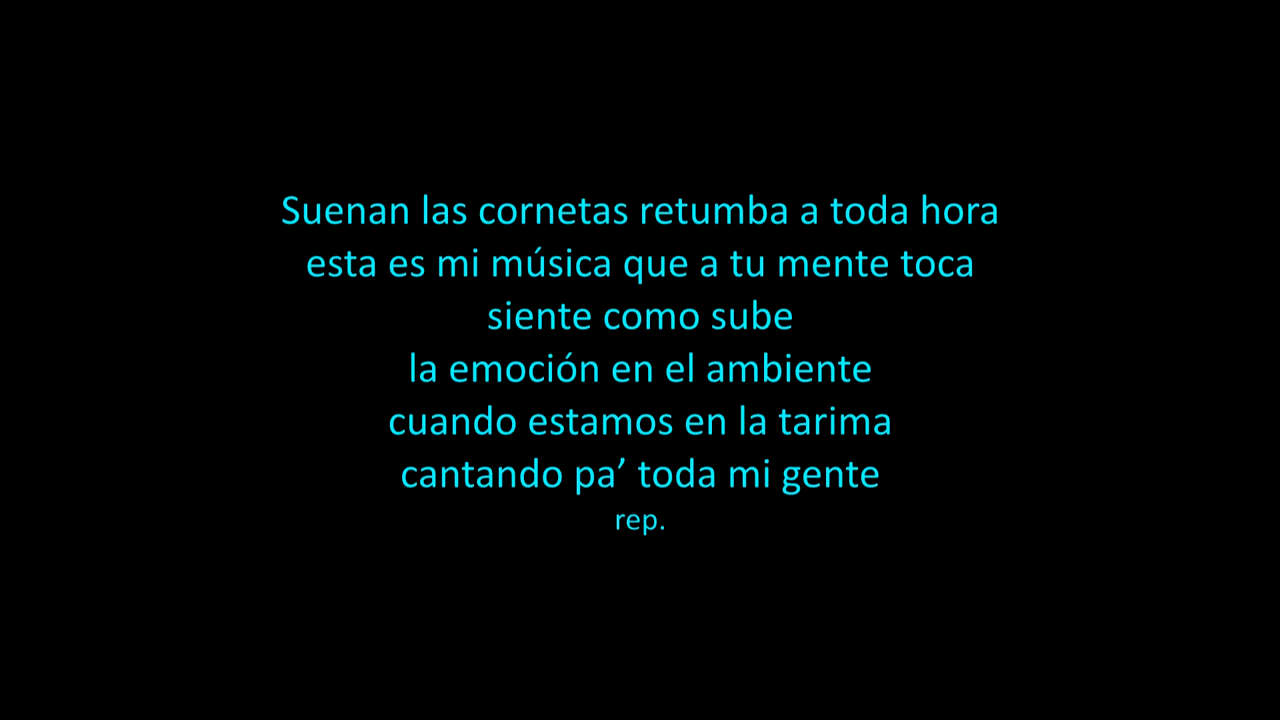 Suenan las cornetas retumba a toda hora
esta es mi música que a tu mente toca
siente como sube
la emoción en el ambiente
cuando estamos en la tarima
cantando pa’ toda mi gente
rep.